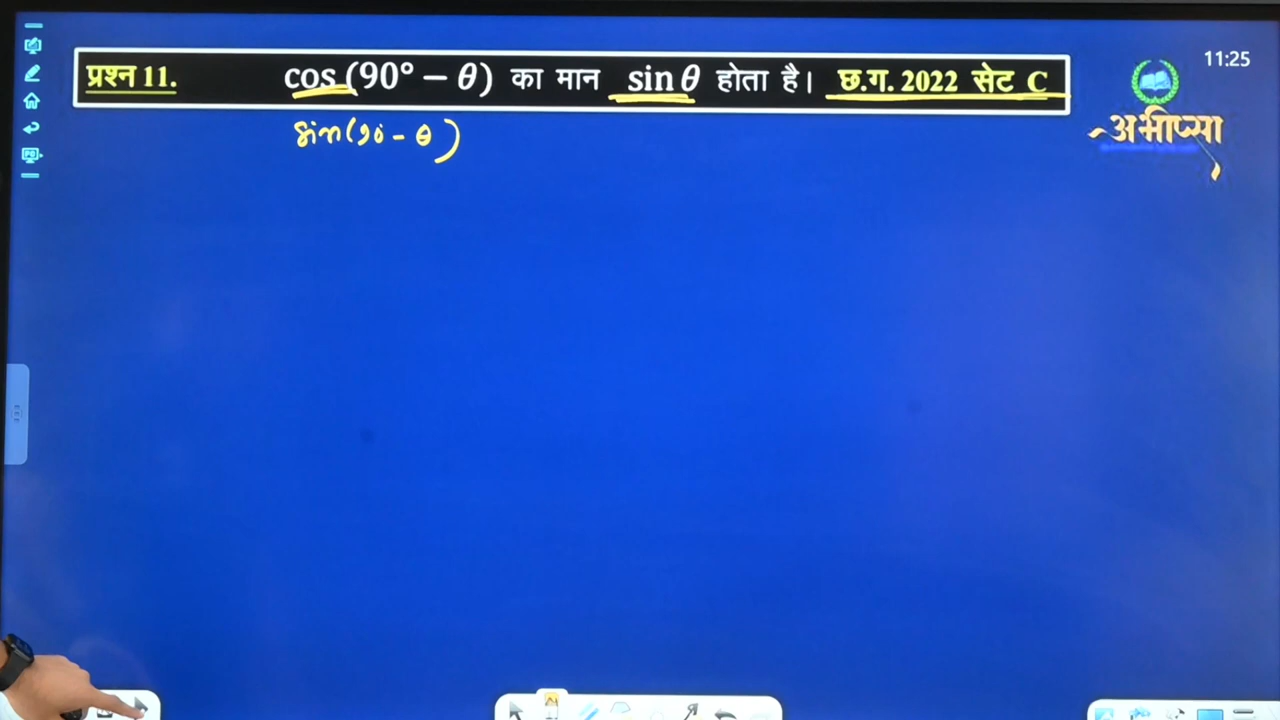 11:25
प्रश्न 11. cos(90° − θ) का मान sin θ होता है। छ.ग. 2022 सेट C
अभीप्सा
sin(90 - θ)